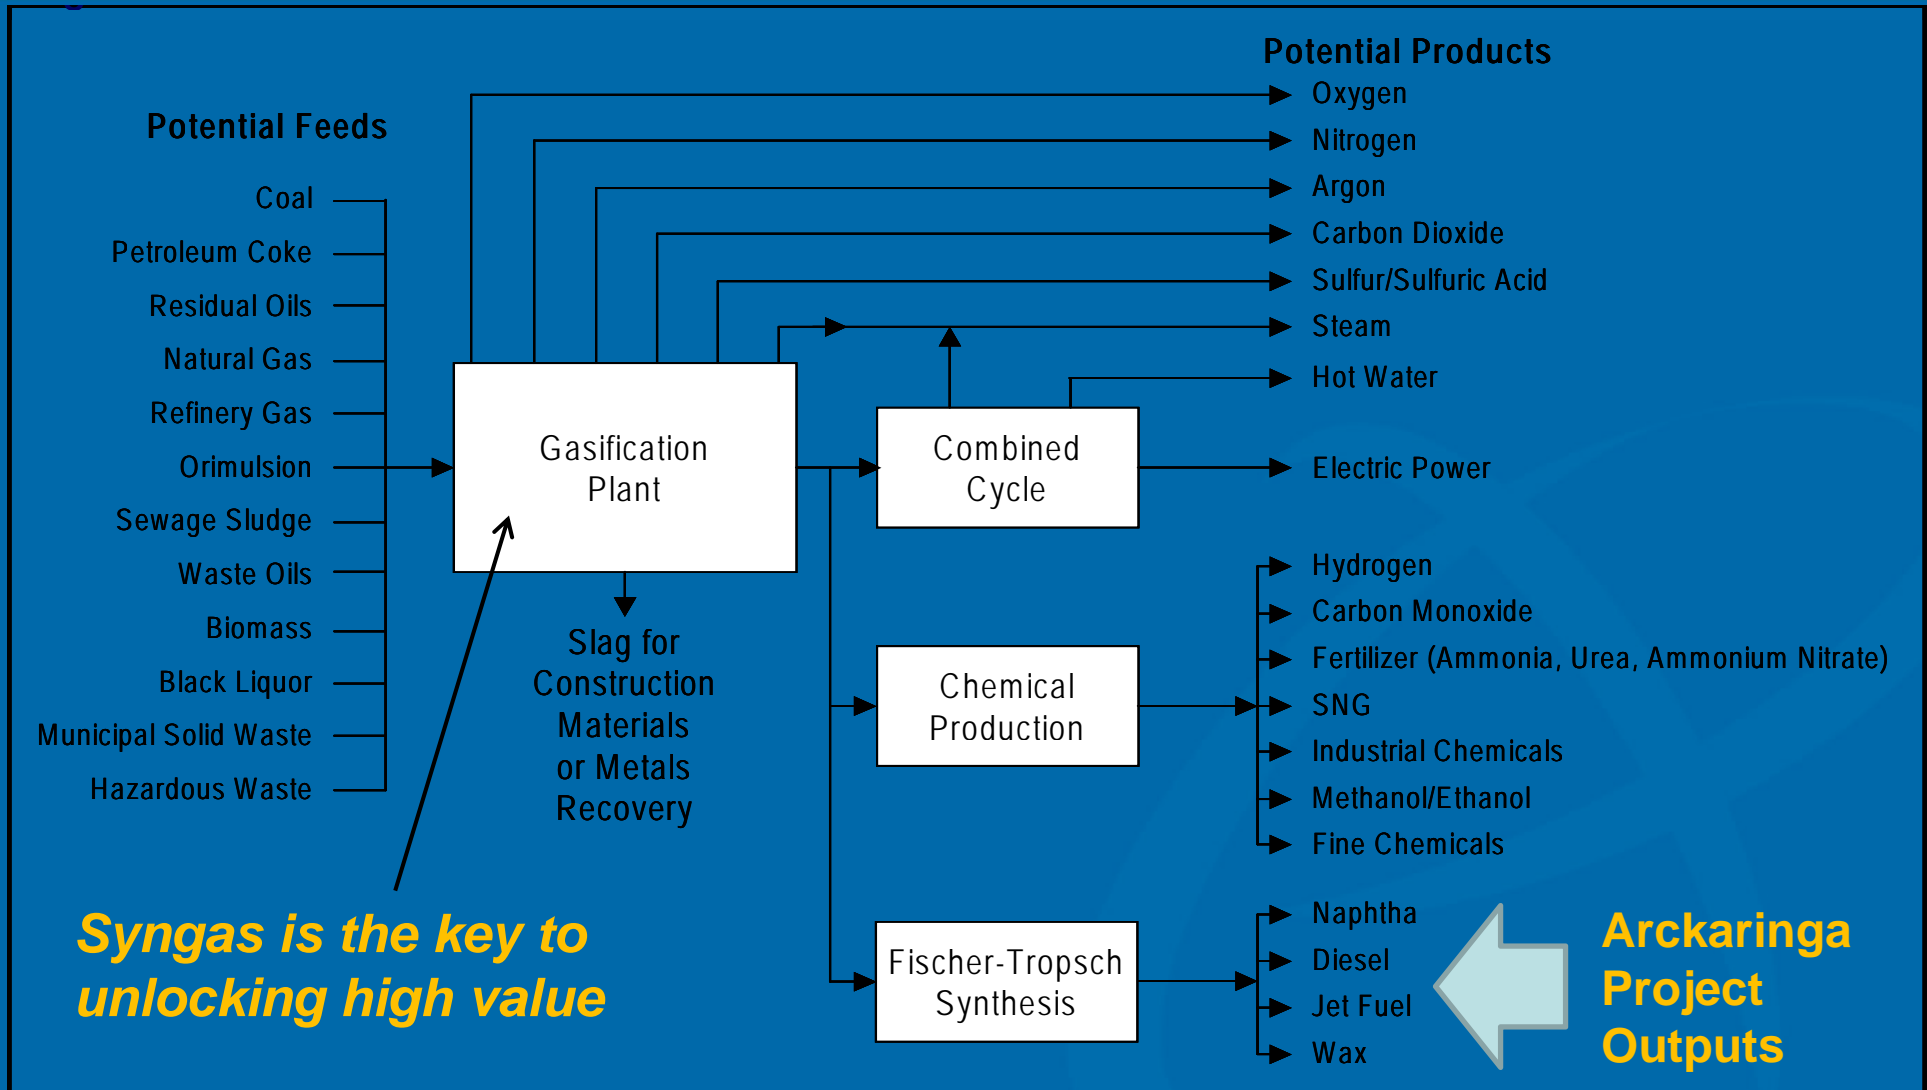 Potential Products
Potential Feeds
Coal
Petroleum Coke
Residual Oils
Natural Gas
Refinery Gas
Orimulsion
Sewage Sludge
Waste Oils
Biomass
Black Liquor
Municipal Solid Waste
Hazardous Waste
Gasification
Plant
Slag for
Construction
Materials
or Metals
Recovery
Combined
Cycle
Chemical
Production
Fischer-Tropsch
Synthesis
Oxygen
Nitrogen
Argon
Carbon Dioxide
Sulfur/Sulfuric Acid
Steam
Hot Water
Electric Power
Hydrogen
Carbon Monoxide
Fertilizer (Ammonia, Urea, Ammonium Nitrate)
SNG
Industrial Chemicals
Methanol/Ethanol
Fine Chemicals
Naphtha
Diesel
Jet Fuel
Wax
Syngas is the key to
unlocking high value
Arckaringa
Project
Outputs